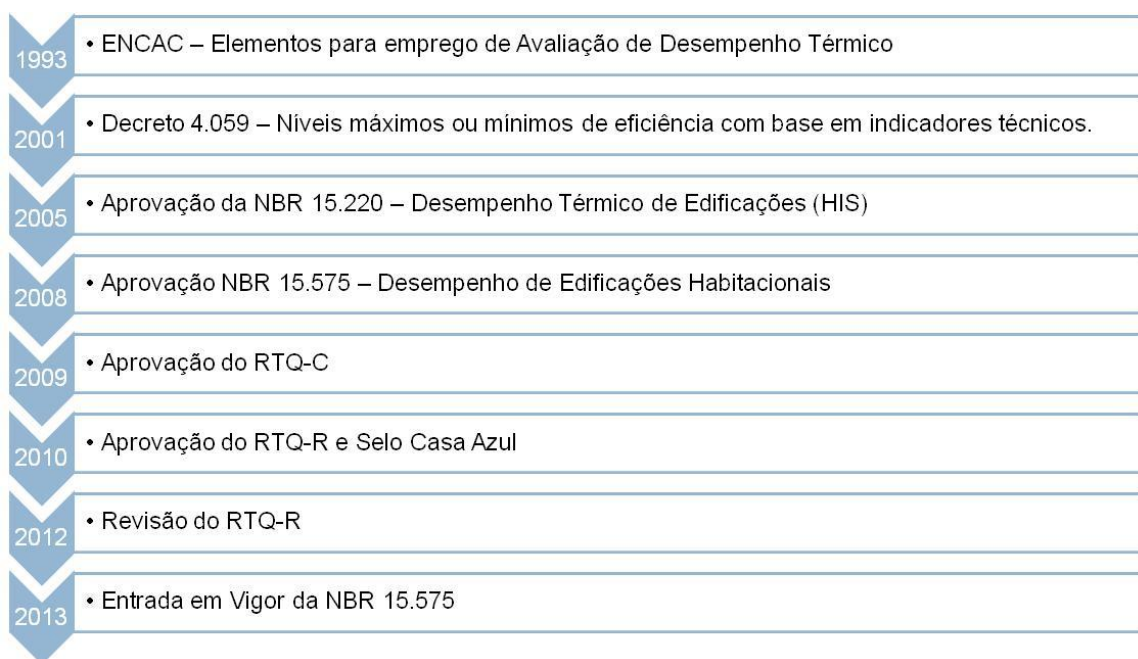 1993
• ENCAC – Elementos para emprego de Avaliação de Desempenho Térmico
2001
• Decreto 4.059 – Níveis máximos ou mínimos de eficiência com base em indicadores técnicos.
2005
• Aprovação da NBR 15.220 – Desempenho Térmico de Edificações (HIS)
2008
• Aprovação NBR 15.575 – Desempenho de Edificações Habitacionais
2009
• Aprovação do RTQ-C
2010
• Aprovação do RTQ-R e Selo Casa Azul
2012
• Revisão do RTQ-R
2013
• Entrada em Vigor da NBR 15.575